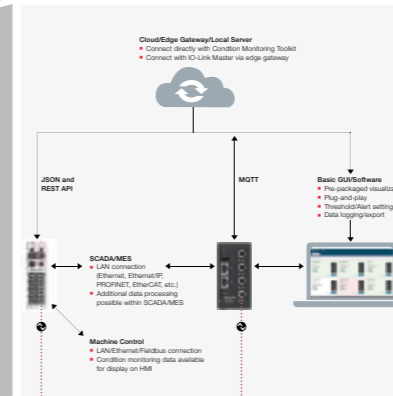 Cloud/Edge Gateway/Local Server
Connect directly with Condtion Monitoring Toolkit
Connect with IO-Link Master via edge gateway
JSON and
REST API
MQTT
Basic GUI/Software
Pre-packaged visualiza
Plug-and-play
Threshold/Alert setting
Data logging/export
SCADA/MES
LAN connection
(Ethernet, Ethernet/IP,
PROFINET, EtherCAT, etc.)
Additional data processing
possible within SCADA/MES
Machine Control
LAN/Ethernet/Fieldbus connection
Condition monitoring data available
for display on HMI